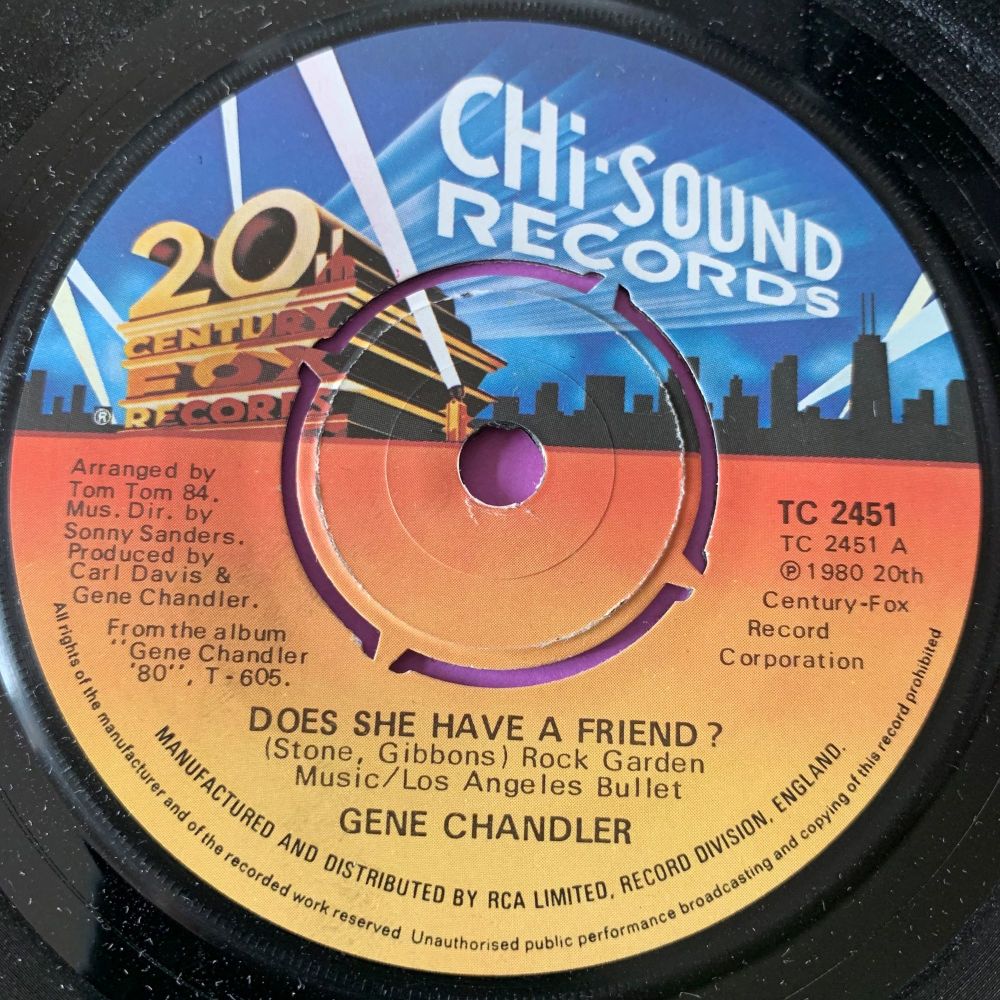 CHi-SOUND
RECORDS
20th
CENTURY
FOX
RECORDS
®
Arranged by
Tom Tom 84.
Mus. Dir. by
Sonny Sanders.
Produced by
Carl Davis &
Gene Chandler.
From the album
"Gene Chandler
'80", T-605.
TC 2451
TC 2451 A
℗ 1980 20th
Century-Fox
Record
Corporation
DOES SHE HAVE A FRIEND?
(Stone, Gibbons) Rock Garden
Music/Los Angeles Bullet
GENE CHANDLER
MANUFACTURED AND DISTRIBUTED BY RCA LIMITED, RECORD DIVISION, ENGLAND.
All rights of the manufacturer and of the recorded work reserved Unauthorised public performance broadcasting and copying of this record prohibited